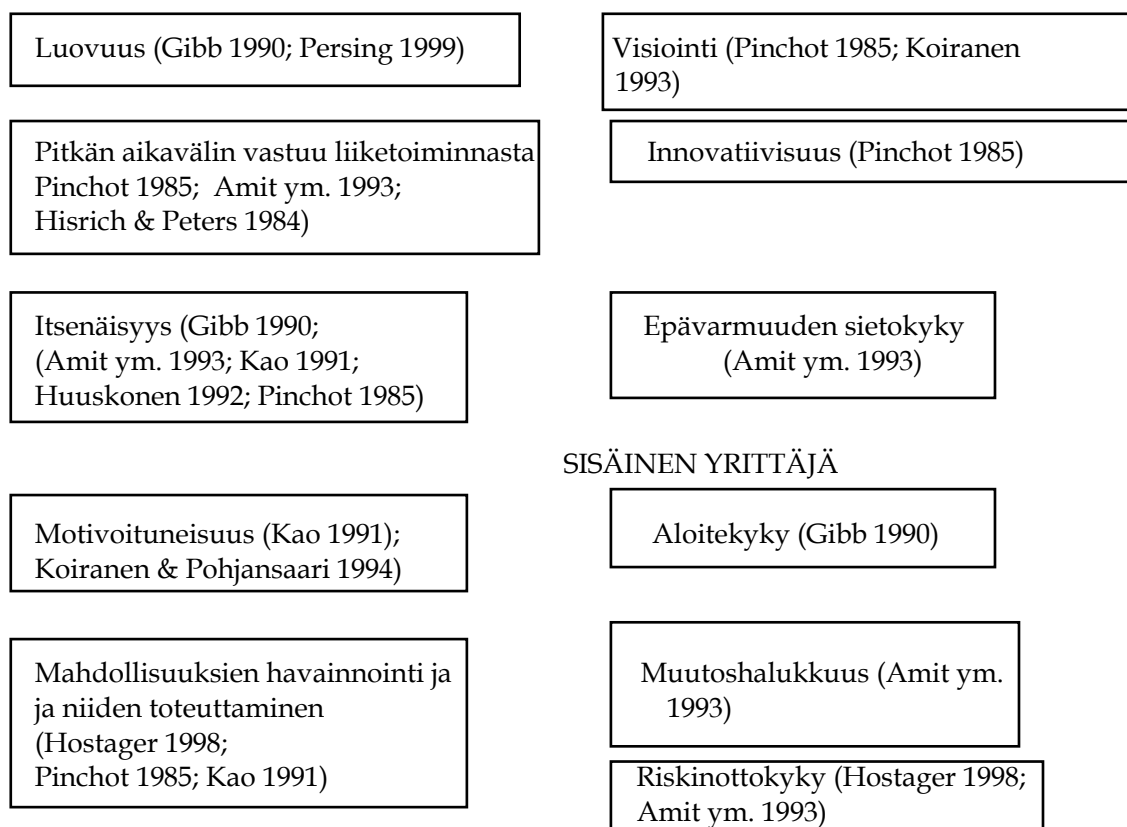 Luovuus (Gibb 1990; Persing 1999)
Visiointi (Pinchot 1985; Koiranen
1993)
Pitkän aikavälin vastuu liiketoiminnasta
Pinchot 1985; Amit ym. 1993;
Hisrich & Peters 1984)
Innovatiivisuus (Pinchot 1985)
Itsenäisyys (Gibb 1990;
(Amit ym. 1993; Kao 1991;
Huuskonen 1992; Pinchot 1985)
Epävarmuuden sietokyky
(Amit ym. 1993)
SISÄINEN YRITTÄJÄ
Motivoituneisuus (Kao 1991);
Koiranen & Pohjansaari 1994)
Aloitekyky (Gibb 1990)
Mahdollisuuksien havainnointi ja
ja niiden toteuttaminen
(Hostager 1998;
Pinchot 1985; Kao 1991)
Muutoshalukkuus (Amit ym.
1993)
Riskinottokyky (Hostager 1998;
Amit ym. 1993)